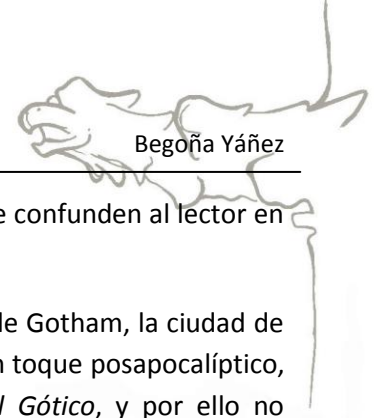 Begoña Yáñez
e confunden al lector en
le Gotham, la ciudad de
n toque posapocalíptico,
l Gótico, y por ello no